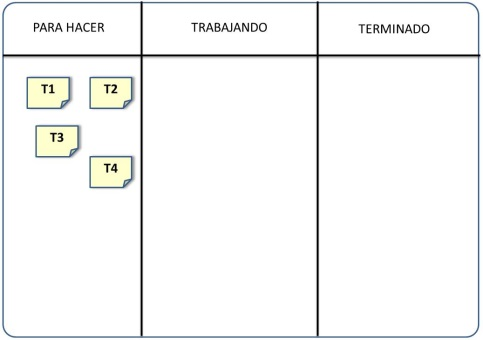 PARA HACER
TRABAJANDO
TERMINADO
T1
T2
T3
T4